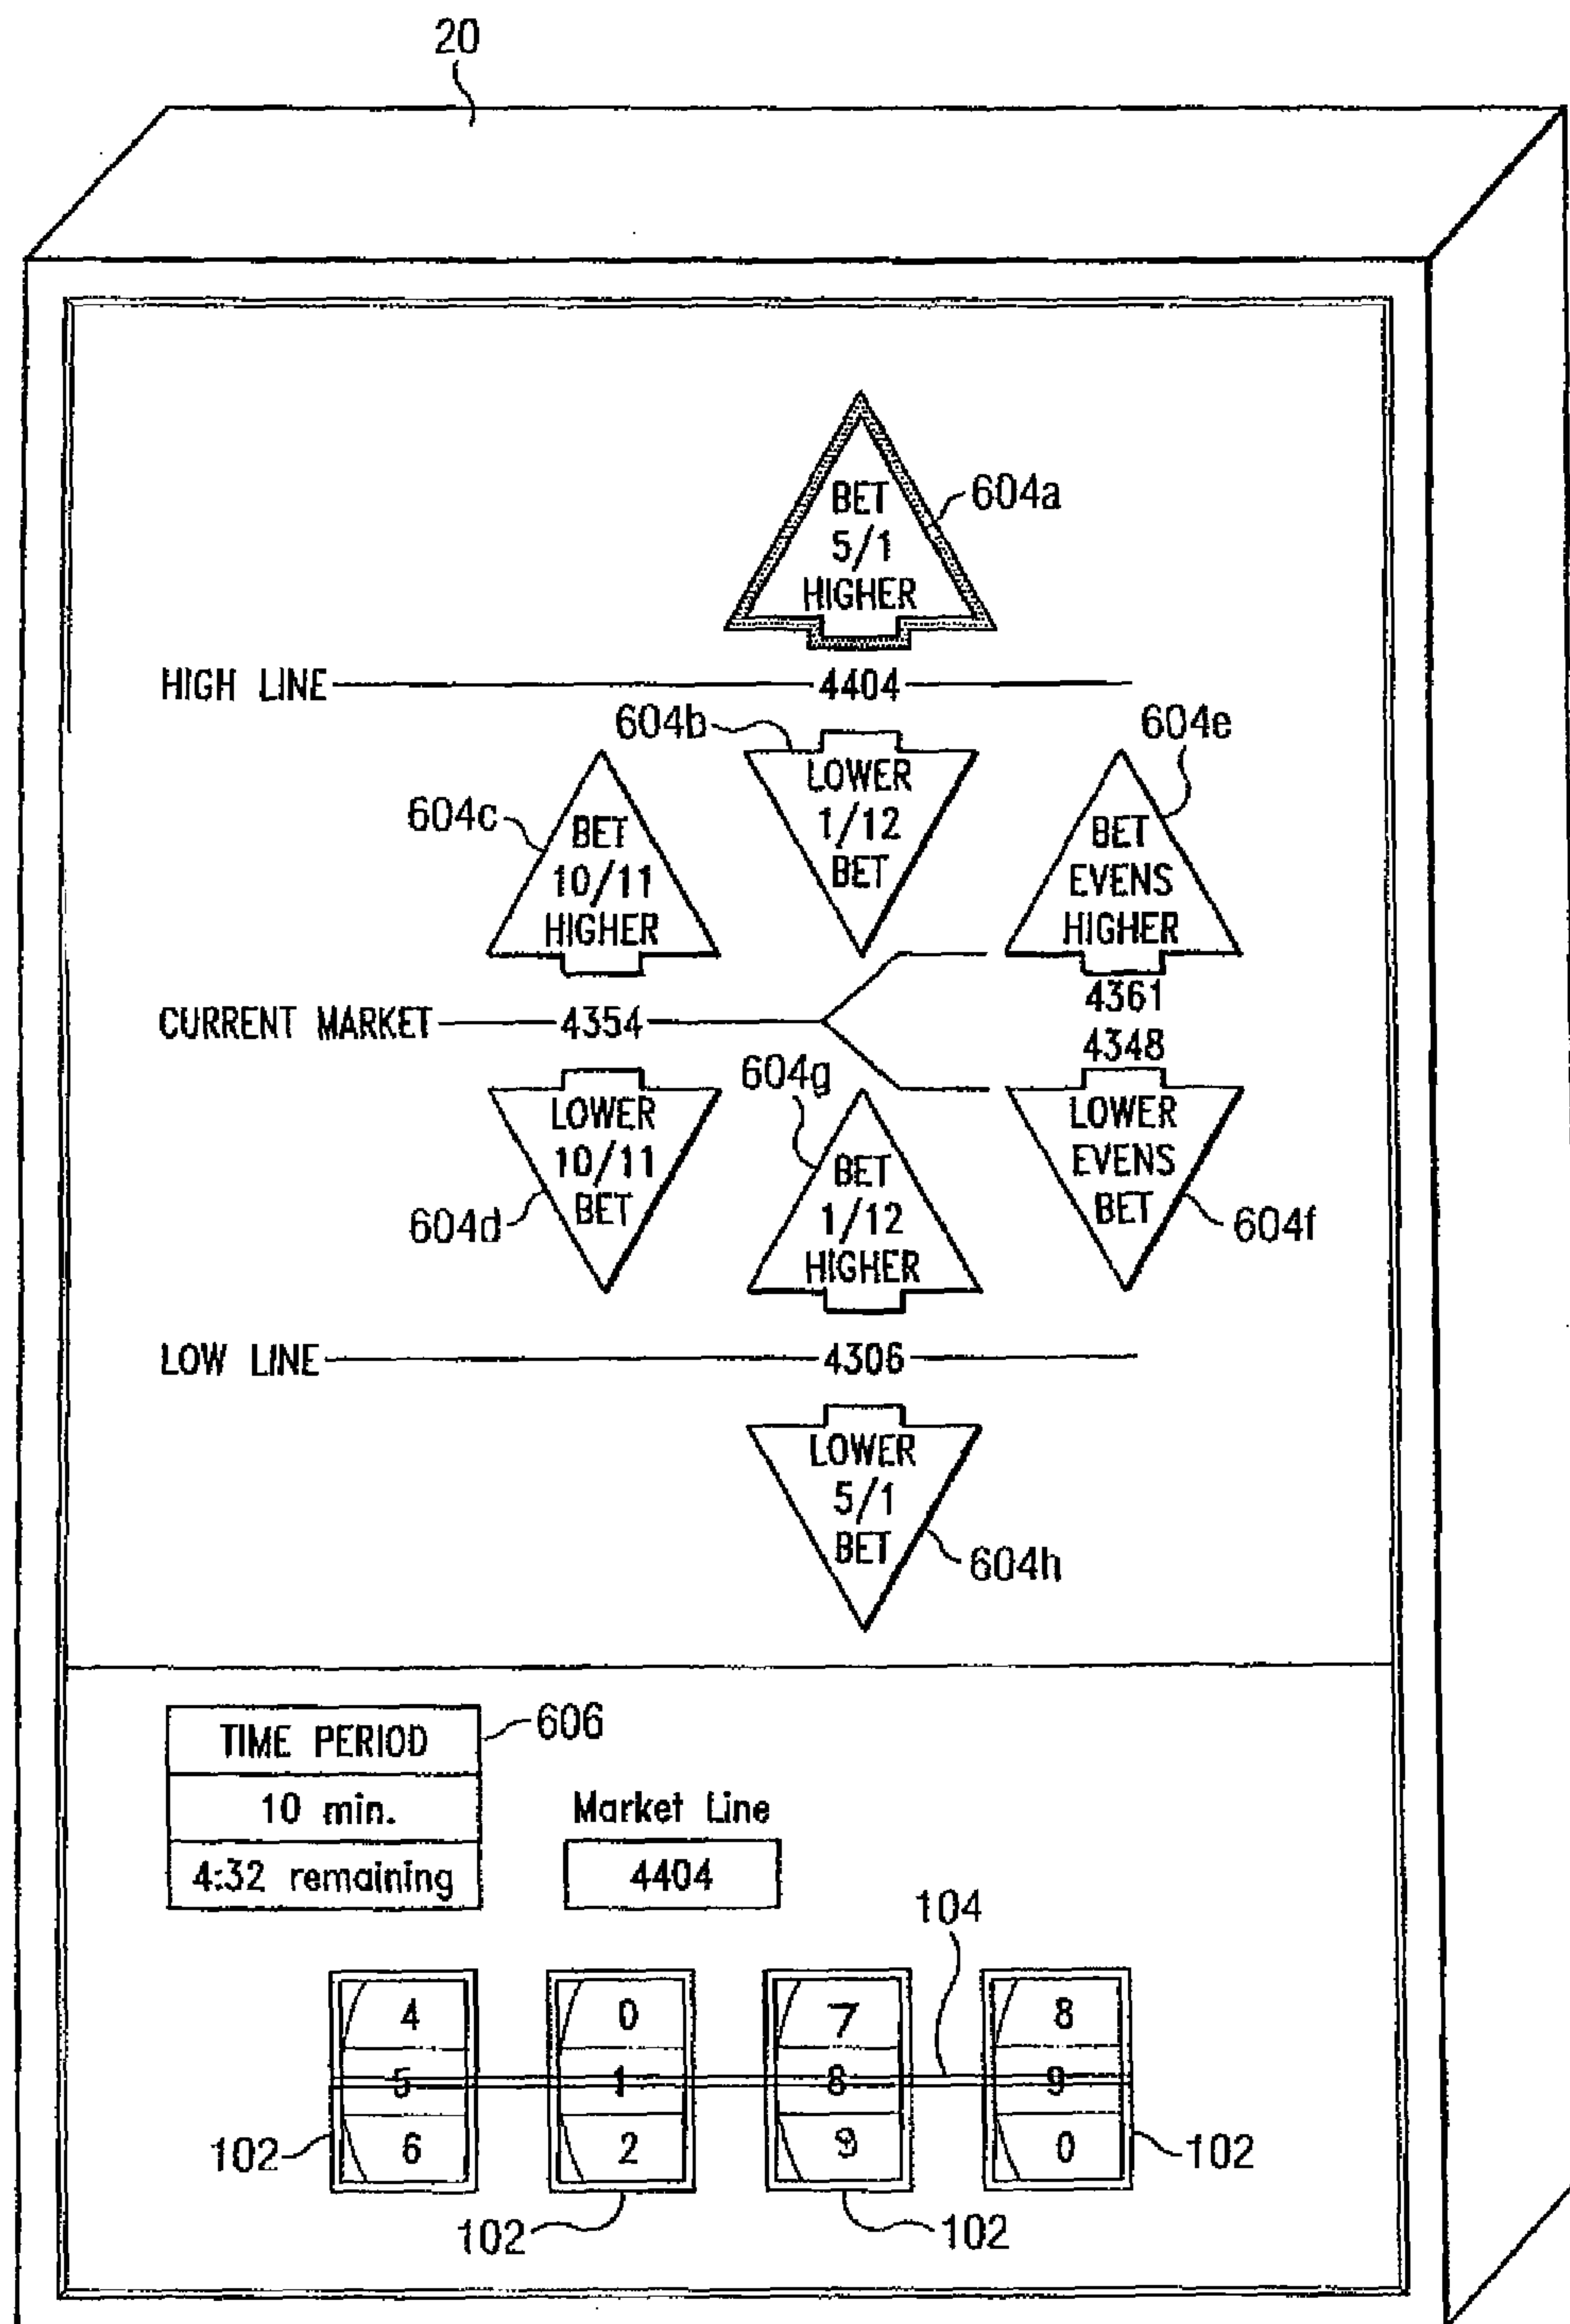 20
BET
5/1
HIGHER
604a
HIGH LINE 4404
604b
604e
LOWER
1/12
BET
604c
BET
10/11
HIGHER
BET
EVENS
HIGHER
4361
CURRENT MARKET 4354
4348
604g
LOWER
10/11
BET
604d
BET
1/12
HIGHER
LOWER
EVENS
BET
604f
LOW LINE 4306
LOWER
5/1
BET
604h
TIME PERIOD
606
10 min.
4:32 remaining
Market Line
4404
104
4 0 7 8
5 1 8 9
6 2 9 0
102 102
102 102